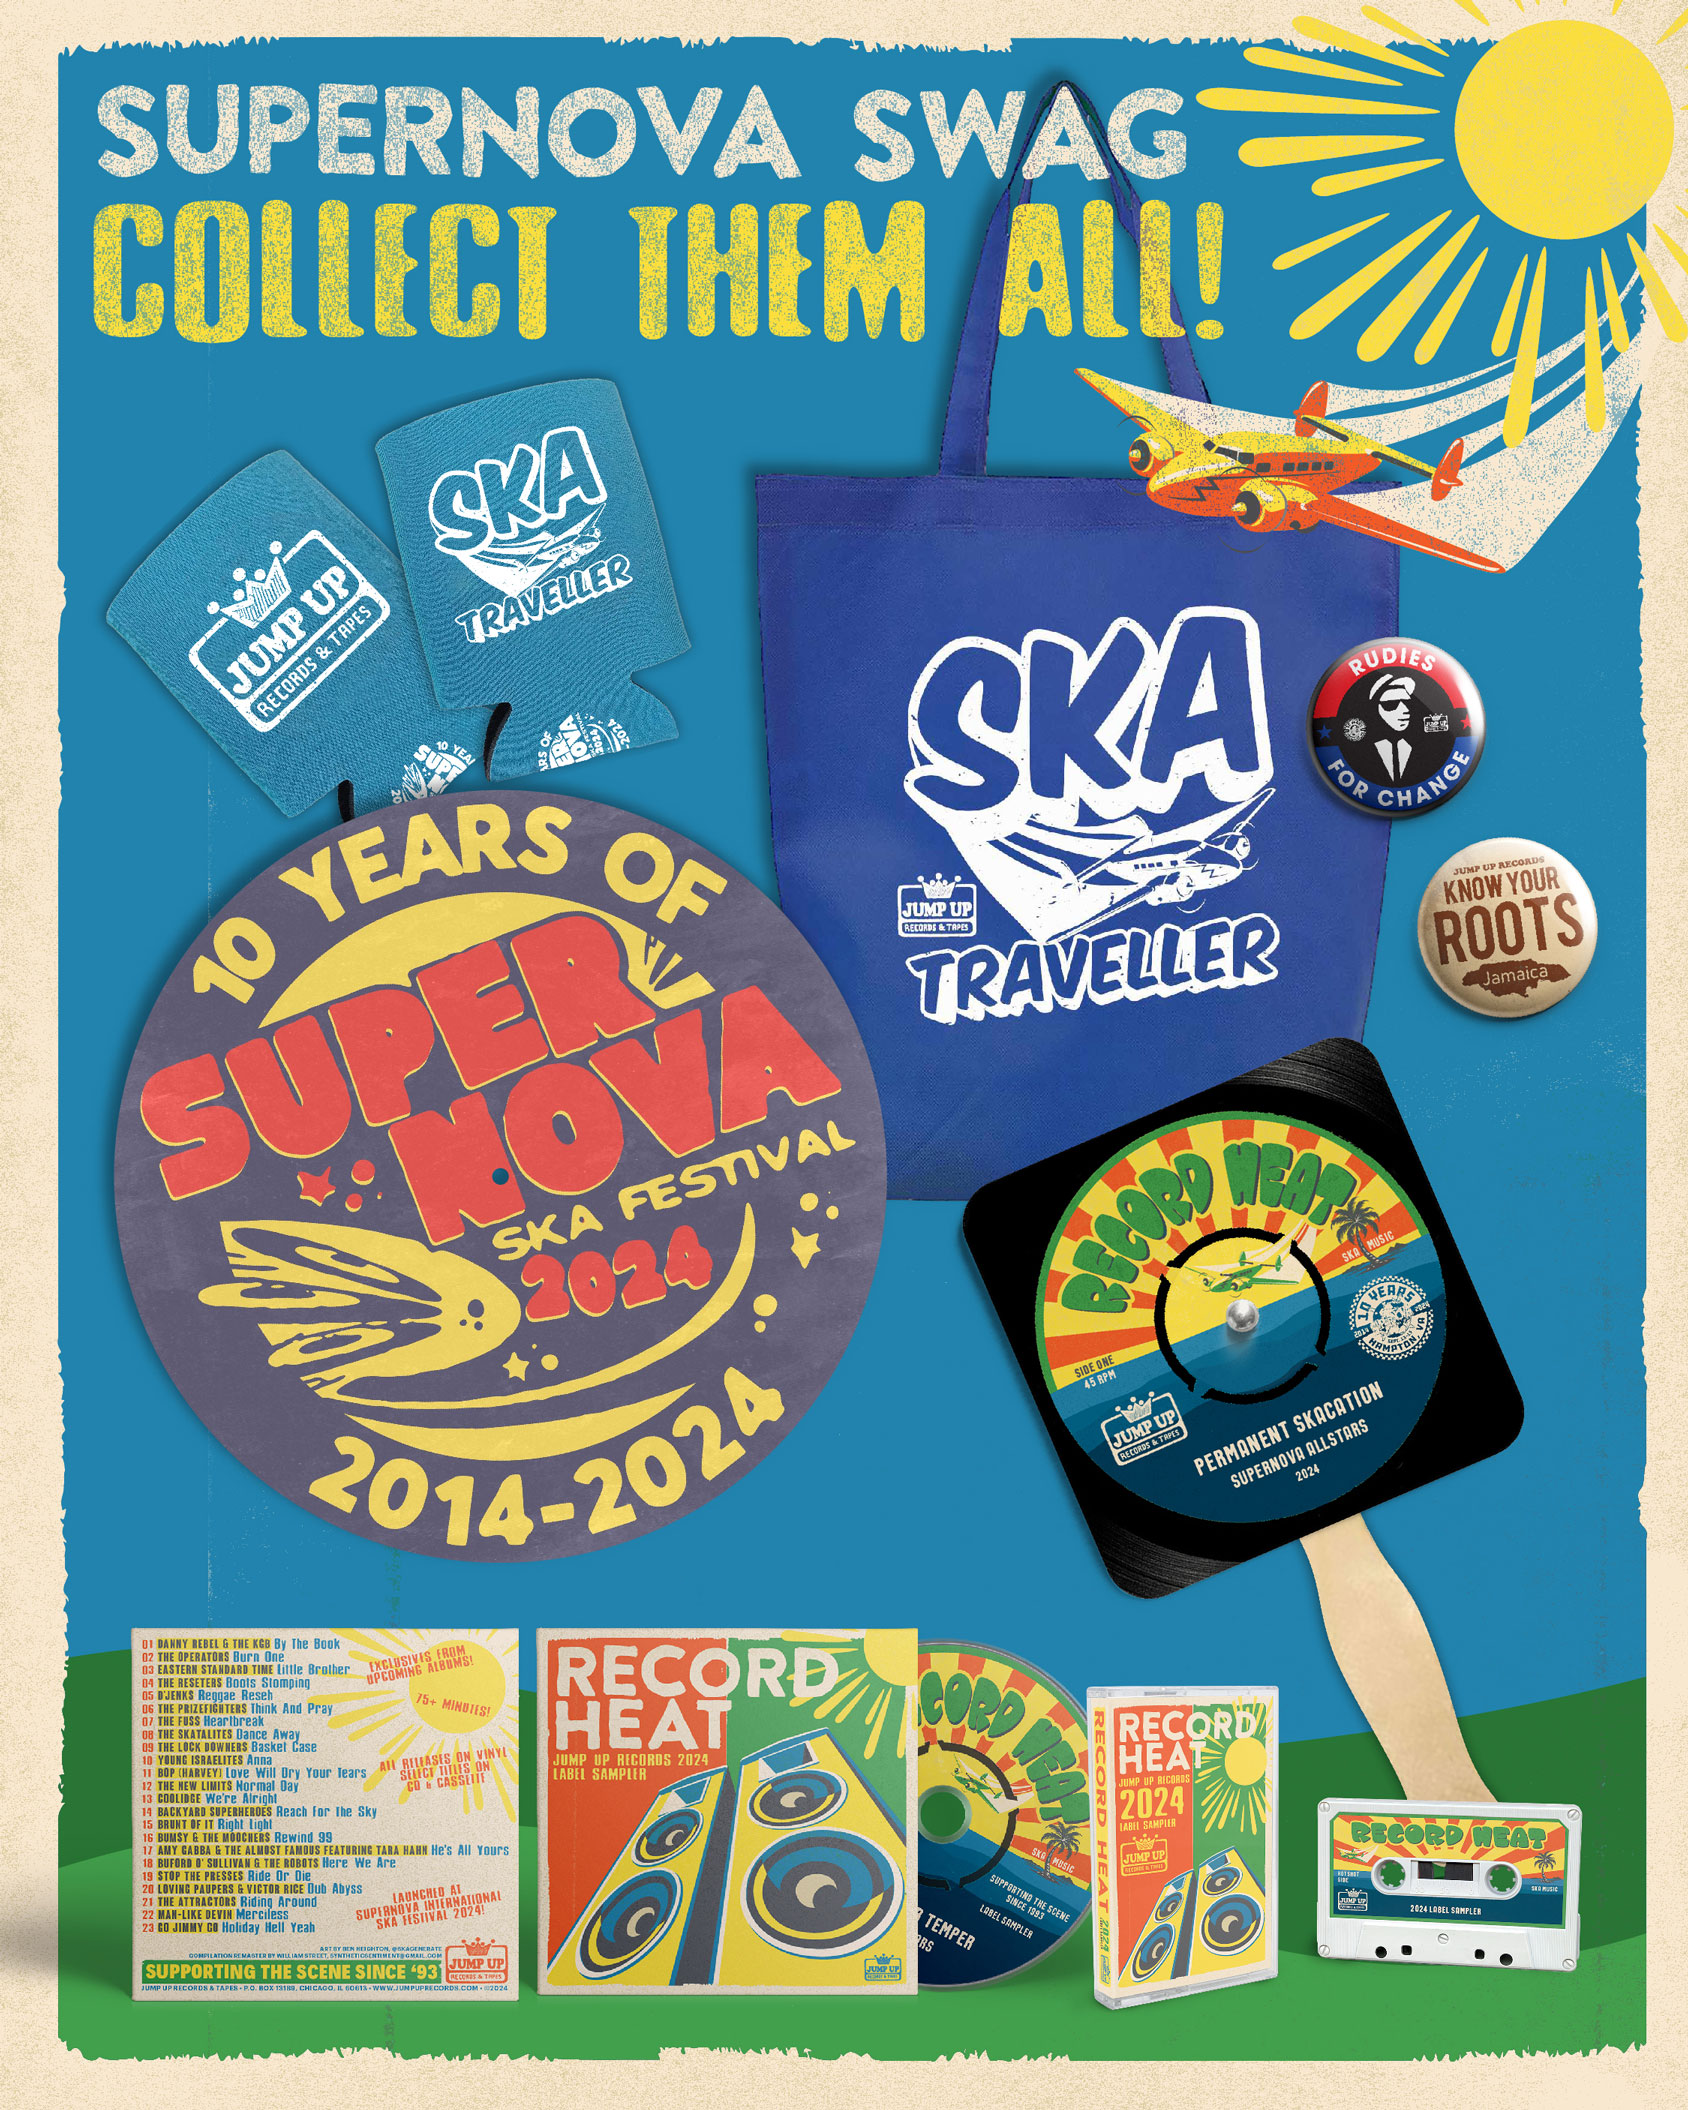 SUPERNOVA SWAG
COLLECT THEM ALL!
JUMP UP
RECORDS & TAPES
SKA
TRAVELLER
10 YEARS OF
SUPER
NOVA
SKA FESTIVAL
2024
2014-2024
SKA
TRAVELLER
JUMP UP
RECORDS & TAPES
RUDIES
FOR CHANGE
JUMP UP RECORDS
KNOW YOUR
ROOTS
Jamaica
RECORD HEAT
SKA MUSIC
10 YEARS
2014
2024
HAMPTON, VA
SIDE ONE
45 RPM
JUMP UP
RECORDS & TAPES
PERMANENT SKACATION
SUPERNOVA ALLSTARS
2024
01 DANNY REBEL & THE KGB By The Book
02 THE OPERATORS Burn One
03 EASTERN STANDARD TIME Little Brother
04 THE RESETERS Boots Stomping
05 D'JENKS Reggae Reseh
06 THE PRIZEFIGHTERS Think And Pray
07 THE FUSS Heartbreak
08 THE SKATALITES Dance Away
09 THE LOCK DOWNERS Basket Case
10 YOUNG ISRAELITES Anna
11 BOP (HARVEY) Love Will Dry Your Tears
12 THE NEW LIMITS Normal Day
13 COOLIDGE We're Alright
14 BACKYARD SUPERHEROES Reach For The Sky
15 BRUNT OF IT Right Light
16 BUMSY & THE MOOCHERS Rewind 99
17 AMY GABBA & THE ALMOST FAMOUS FEATURING TARA HAHN He's All Yours
18 BUFORD O' SULLIVAN & THE ROBOTS Here We Are
19 STOP THE PRESSES Ride Or Die
20 LOVING PAUPERS & VICTOR RICE Dub Abyss
21 THE ATTRACTORS Riding Around
22 MAN-LIKE DEVIN Merciless
23 GO JIMMY GO Holiday Hell Yeah
EXCLUSIVES FROM
UPCOMING ALBUMS!
75+ MINUTES!
ALL RELEASES ON VINYL
SELECT TITLES ON
CD & CASSETTE
LAUNCHED AT
SUPERNOVA INTERNATIONAL
SKA FESTIVAL 2024!
ART BY BEN HEIGHTON, @SKAGENERATE
COMPILATION REMASTER BY WILLIAM STREET, SYNTHETICSENTIMENT@GMAIL.COM
SUPPORTING THE SCENE SINCE ‘93
JUMP UP
RECORDS & TAPES
JUMP UP RECORDS & TAPES • P.O. BOX 13189, CHICAGO, IL 60613 • WWW.JUMPUPRECORDS.COM • ©2024
RECORD
HEAT
JUMP UP RECORDS 2024
LABEL SAMPLER
JUMP UP
CORD HEAT
SKA MUSIC
SUPPORTING THE SCENE
SINCE 1993
LABEL SAMPLER
TEMPER
RECORD HEAT 2024
RECORD
HEAT
JUMP UP RECORDS
2024
LABEL SAMPLER
JUMP UP
RECORDS & TAPES
RECORD HEAT
HOTSHOT
SIDE
SKA MUSIC
JUMP UP
2024 LABEL SAMPLER